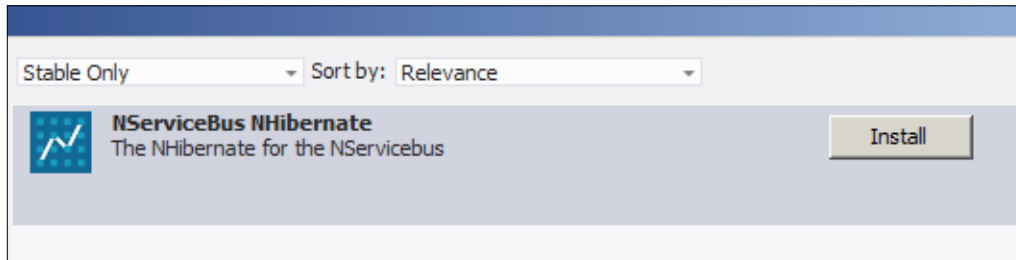 Stable Only Sort by: Relevance
NServiceBus NHibernate
The NHibernate for the NServicebus
Install